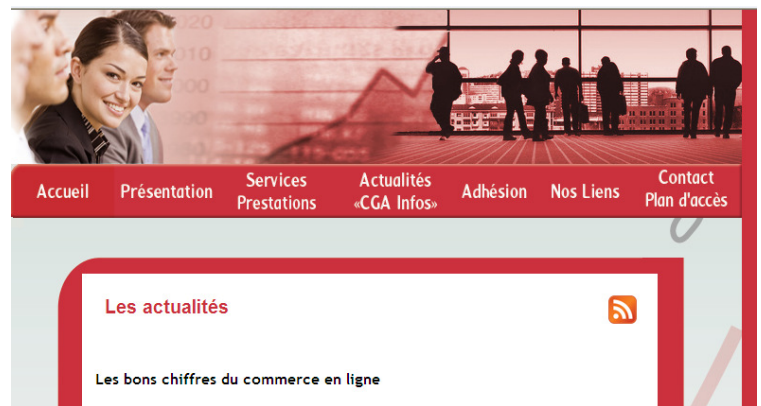 Accueil
Présentation
Services
Prestations
Actualités
«CGA Infos»
Adhésion
Nos Liens
Contact
Plan d'accès
Les actualités
Les bons chiffres du commerce en ligne